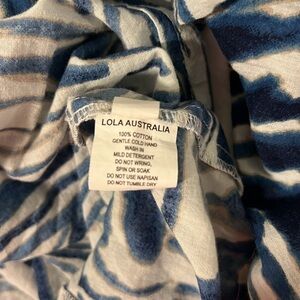 LOLA AUSTRALIA
100% COTTON
GENTLE COLD HAND
WASH IN
MILD DETERGENT
DO NOT WRING,
SPIN OR SOAK
DO NOT USE NAPISAN
DO NOT TUMBLE DRY